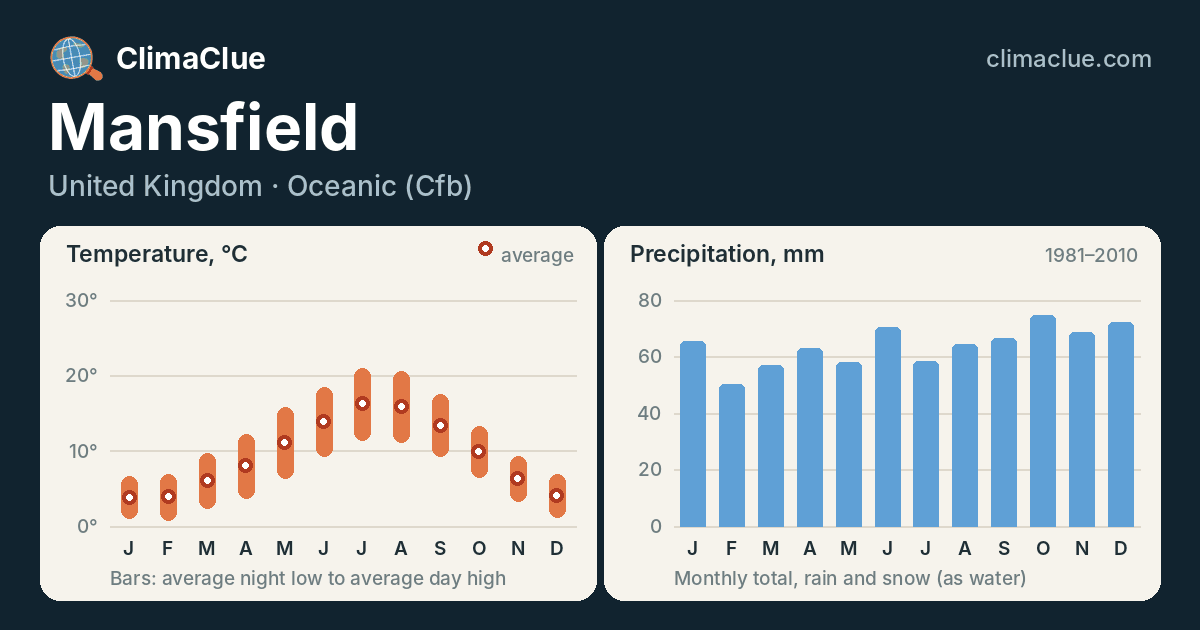 ClimaClue
climaclue.com
Mansfield
United Kingdom · Oceanic (Cfb)
Temperature, °C
average
30°
20°
10°
0°
J F M A M J J A S O N D
Bars: average night low to average day high
Precipitation, mm
1981–2010
80
60
40
20
0
J F M A M J J A S O N D
Monthly total, rain and snow (as water)